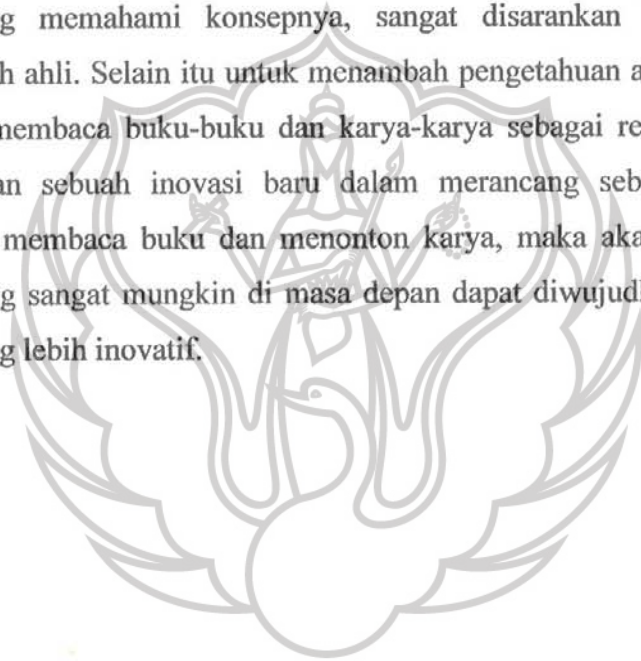 g memahami konsepnya, sangat disarankan
h ahli. Selain itu untuk menambah pengetahuan a
membaca buku-buku dan karya-karya sebagai re
an sebuah inovasi baru dalam merancang seb
membaca buku dan menonton karya, maka aka
g sangat mungkin di masa depan dapat diwujud
g lebih inovatif.